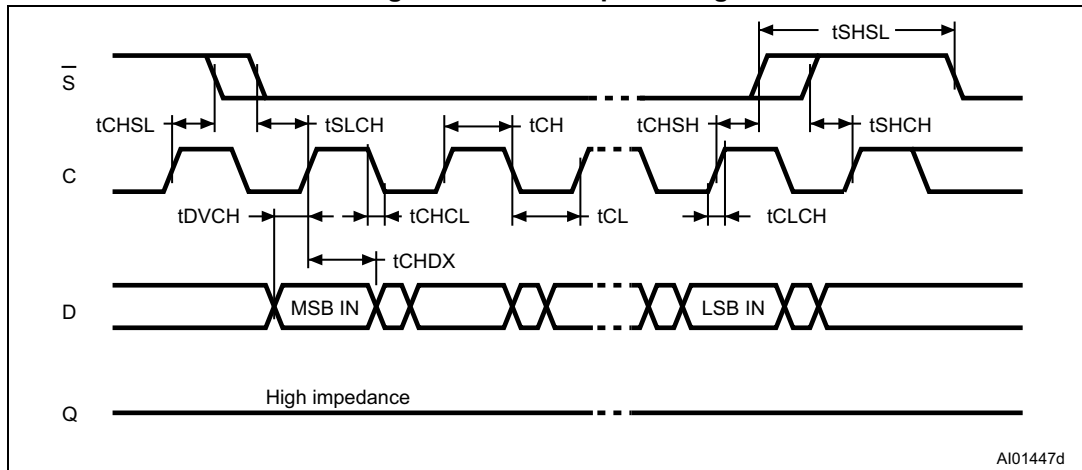 tSHSL
S
tCHSL
tSLCH
tCH
tCHSH
tSHCH
C
tDVCH
tCHCL
tCL
tCLCH
tCHDX
D
MSB IN
LSB IN
High impedance
Q
AI01447d